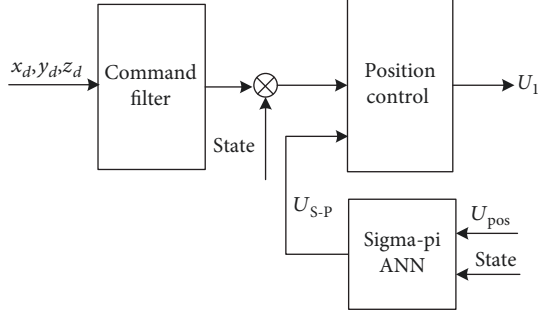 x_d,y_d,z_d
Command
filter
State
Position
control
U_1
U_S-P
Sigma-pi
ANN
U_pos
State